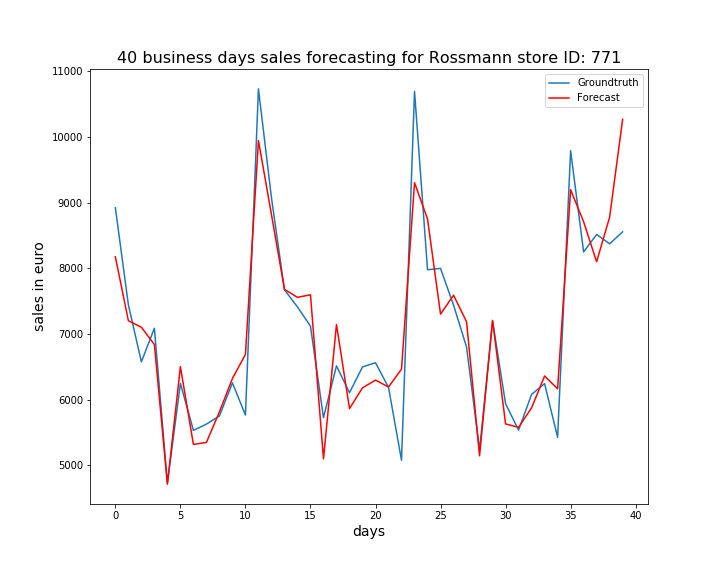 40 business days sales forecasting for Rossmann store ID: 771
Groundtruth
Forecast
11000
10000
9000
8000
7000
6000
5000
sales in euro
0 5 10 15 20 25 30 35 40
days